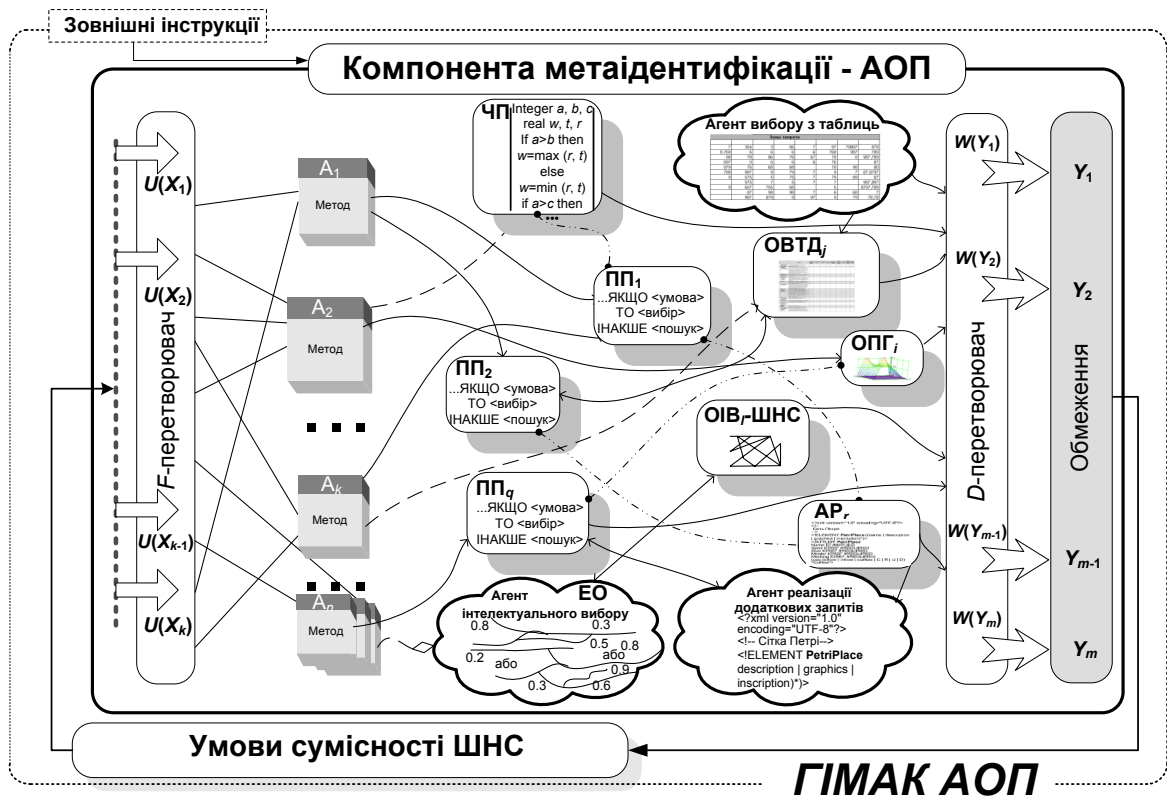 Зовнішні інструкції
Компонента метаідентифікації - АОП
U(X1)
U(X2)
U(Xk-1)
U(Xk)
F-перетворювач
A1
Метод
A2
Метод
Ak
Метод
An
Метод
ЧП
Integer a, b, c
real w, t, r
If a>b then
w=max (r, t)
else
w=min (r, t)
if a>c then
...
Агент вибору з таблиць
ОВТДj
ПП1
...ЯКЩО <умова>
ТО <вибір>
ІНАКШЕ <пошук>
ОПГi
ПП2
...ЯКЩО <умова>
ТО <вибір>
ІНАКШЕ <пошук>
ОІВl-ШНС
ППq
...ЯКЩО <умова>
ТО <вибір>
ІНАКШЕ <пошук>
АРr
Агент
ЕО
інтелектуального вибору
0.8
0.3
0.5
0.8
0.2
або
або
0.9
0.3
0.6
Агент реалізації
додаткових запитів
<?xml version="1.0"
encoding="UTF-8"?>
<!-- Сітка Петрі-->
<!ELEMENT PetriPlace
description | graphics |
inscription)*)>
W(Y1)
W(Y2)
W(Ym-1)
W(Ym)
D-перетворювач
Y1
Y2
Обмеження
Ym-1
Ym
Умови сумісності ШНС
ГІМАК АОП